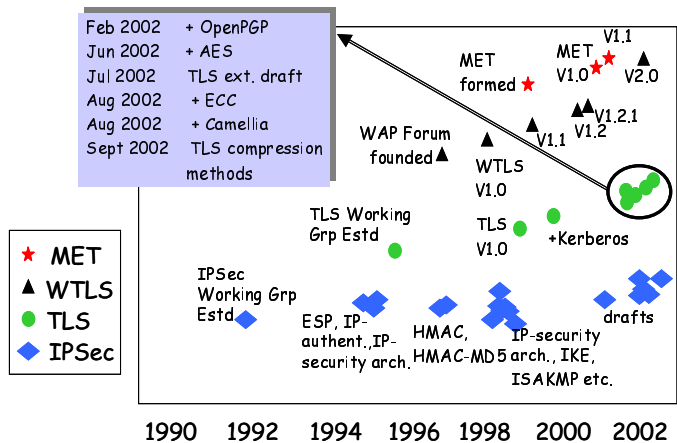 Feb 2002 + OpenPGP
Jun 2002 + AES
Jul 2002 TLS ext. draft
Aug 2002 + ECC
Aug 2002 + Camellia
Sept 2002 TLS compression
methods
MET
formed
MET
V1.0
V1.1
V2.0
WAP Forum
founded
WTLS
V1.0
V1.1
V1.2
V1.2.1
TLS Working
Grp Estd
TLS
V1.0
+Kerberos
IPSec
Working Grp
Estd
ESP, IP-
authent.,IP-
security arch.
HMAC,
HMAC-MD5
IP-security
arch., IKE,
ISAKMP etc.
drafts
MET
WTLS
TLS
IPSec
1990 1992 1994 1996 1998 2000 2002